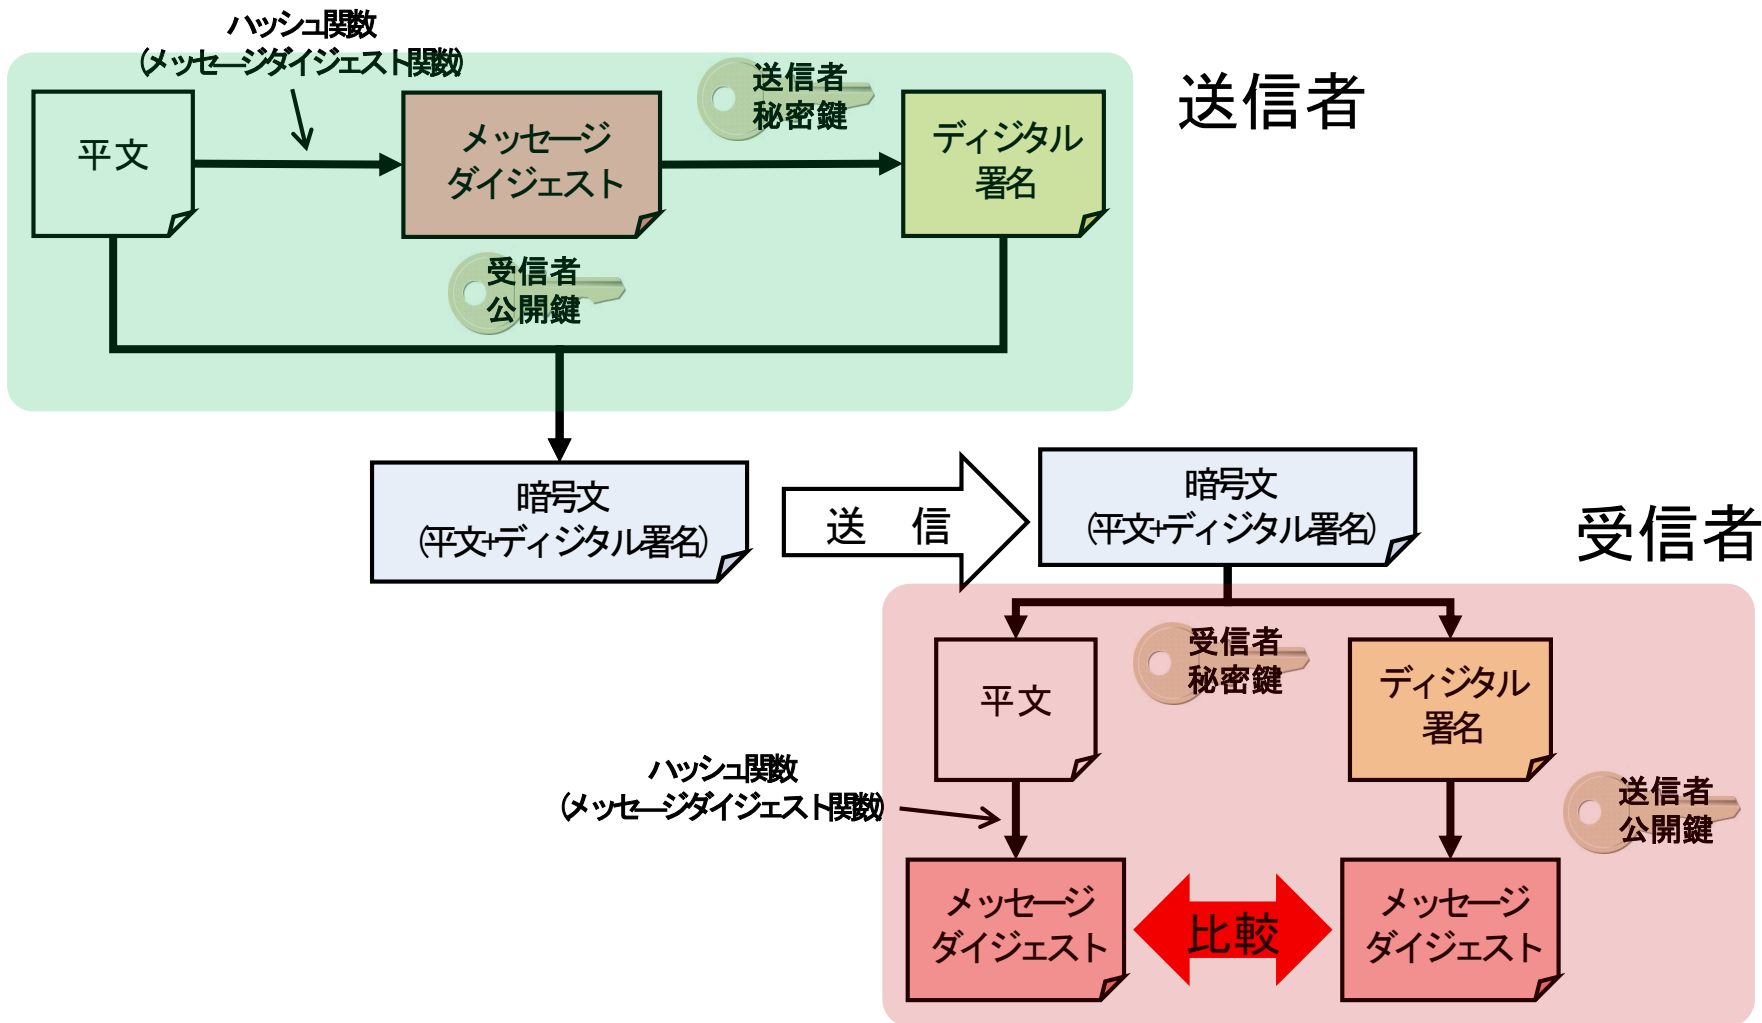 ハッシュ関数
(メッセージダイジェスト関数)
送信者
秘密鍵
送信者
平文
メッセージ
ダイジェスト
ディジタル
署名
受信者
公開鍵
暗号文
(平文+ディジタル署名)
送　信
暗号文
(平文+ディジタル署名)
受信者
受信者
秘密鍵
平文
ディジタル
署名
ハッシュ関数
(メッセージダイジェスト関数)
送信者
公開鍵
メッセージ
ダイジェスト
比較
メッセージ
ダイジェスト